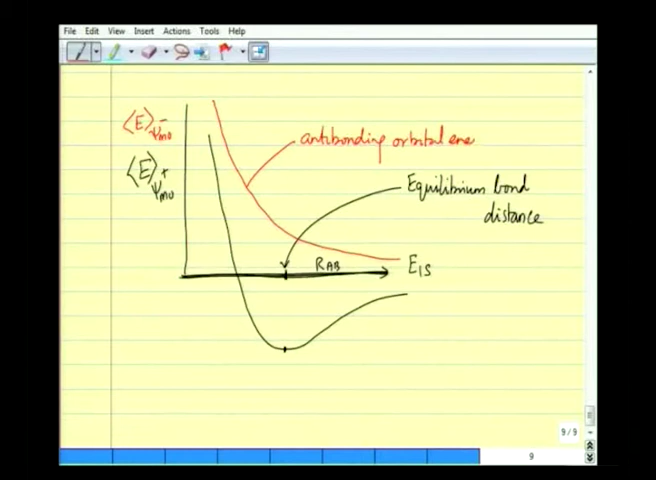 File Edit View Insert Actions Tools Help
⟨E⟩ψMO−
antibonding orbital ene
⟨E⟩ψMO+
Equilibrium bond
distance
RAB
E1S
9/9
9